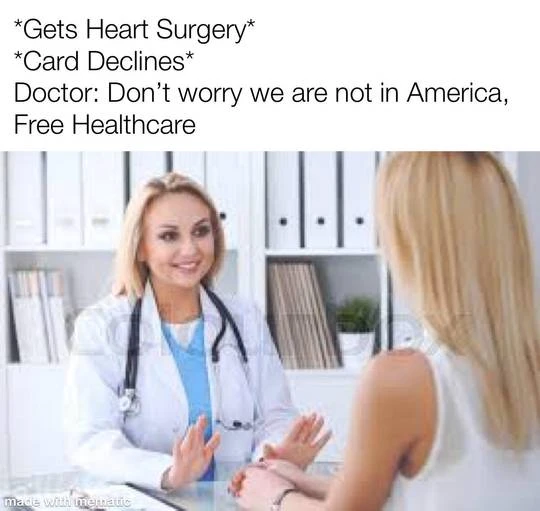 *Gets Heart Surgery*
*Card Declines*
Doctor: Don’t worry we are not in America,
Free Healthcare
made with mematic